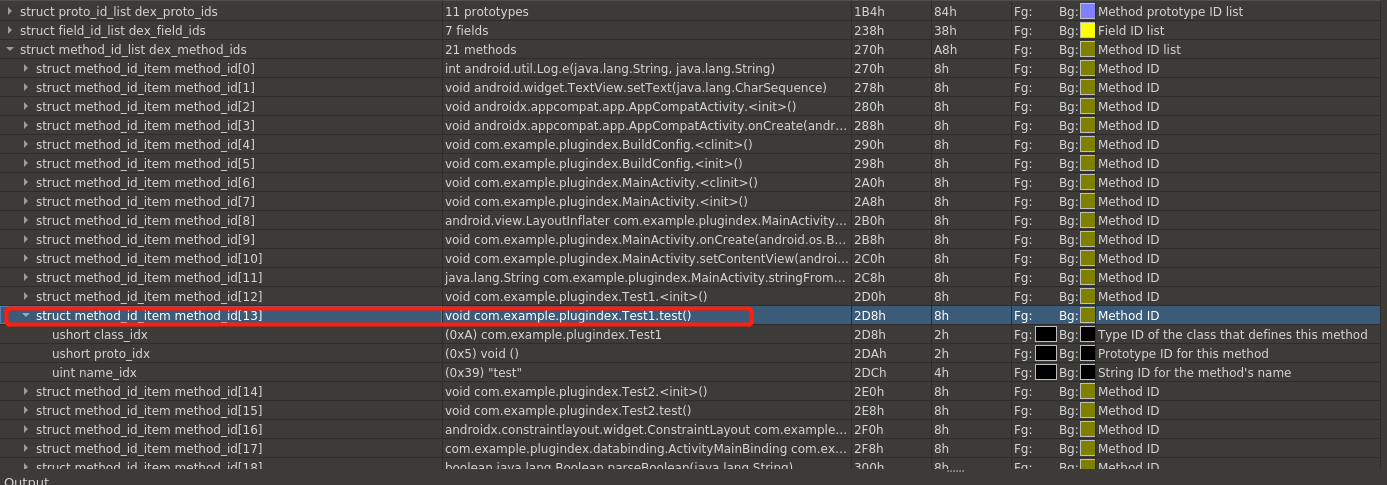 struct proto_id_list dex_proto_ids 11 prototypes 1B4h 84h Fg: Bg: Method prototype ID list
struct field_id_list dex_field_ids 7 fields 238h 38h Fg: Bg: Field ID list
struct method_id_list dex_method_ids 21 methods 270h A8h Fg: Bg: Method ID list
struct method_id_item method_id[0] int android.util.Log.e(java.lang.String, java.lang.String) 270h 8h Fg: Bg: Method ID
struct method_id_item method_id[1] void android.widget.TextView.setText(java.lang.CharSequence) 278h 8h Fg: Bg: Method ID
struct method_id_item method_id[2] void androidx.appcompat.app.AppCompatActivity.<init>() 280h 8h Fg: Bg: Method ID
struct method_id_item method_id[3] void androidx.appcompat.app.AppCompatActivity.onCreate(andr... 288h 8h Fg: Bg: Method ID
struct method_id_item method_id[4] void com.example.plugindex.BuildConfig.<clinit>() 290h 8h Fg: Bg: Method ID
struct method_id_item method_id[5] void com.example.plugindex.BuildConfig.<init>() 298h 8h Fg: Bg: Method ID
struct method_id_item method_id[6] void com.example.plugindex.MainActivity.<clinit>() 2A0h 8h Fg: Bg: Method ID
struct method_id_item method_id[7] void com.example.plugindex.MainActivity.<init>() 2A8h 8h Fg: Bg: Method ID
struct method_id_item method_id[8] android.view.LayoutInflater com.example.plugindex.MainActivity... 2B0h 8h Fg: Bg: Method ID
struct method_id_item method_id[9] void com.example.plugindex.MainActivity.onCreate(android.os.B... 2B8h 8h Fg: Bg: Method ID
struct method_id_item method_id[10] void com.example.plugindex.MainActivity.setContentView(androi... 2C0h 8h Fg: Bg: Method ID
struct method_id_item method_id[11] java.lang.String com.example.plugindex.MainActivity.stringFrom... 2C8h 8h Fg: Bg: Method ID
struct method_id_item method_id[12] void com.example.plugindex.Test1.<init>() 2D0h 8h Fg: Bg: Method ID
struct method_id_item method_id[13] void com.example.plugindex.Test1.test() 2D8h 8h Fg: Bg: Method ID
ushort class_idx (0xA) com.example.plugindex.Test1 2D8h 2h Fg: Bg: Type ID of the class that defines this method
ushort proto_idx (0x5) void () 2DAh 2h Fg: Bg: Prototype ID for this method
uint name_idx (0x39) "test" 2DCh 4h Fg: Bg: String ID for the method's name
struct method_id_item method_id[14] void com.example.plugindex.Test2.<init>() 2E0h 8h Fg: Bg: Method ID
struct method_id_item method_id[15] void com.example.plugindex.Test2.test() 2E8h 8h Fg: Bg: Method ID
struct method_id_item method_id[16] androidx.constraintlayout.widget.ConstraintLayout com.example... 2F0h 8h Fg: Bg: Method ID
struct method_id_item method_id[17] com.example.plugindex.databinding.ActivityMainBinding com.ex... 2F8h 8h Fg: Bg: Method ID
struct method_id_item method_id[18] boolean java.lang.Boolean.parseBoolean(java.lang.String) 300h 8h Fg: Bg: Method ID
Output